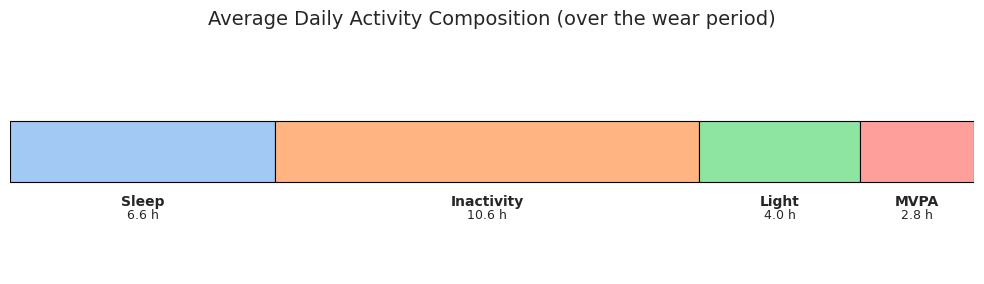 Average Daily Activity Composition (over the wear period)
Sleep
6.6 h
Inactivity
10.6 h
Light
4.0 h
MVPA
2.8 h